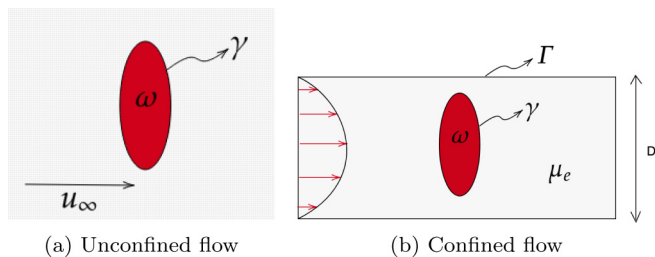 γ
ω
u∞
(a) Unconfined flow
Γ
γ
ω
D
μe
(b) Confined flow